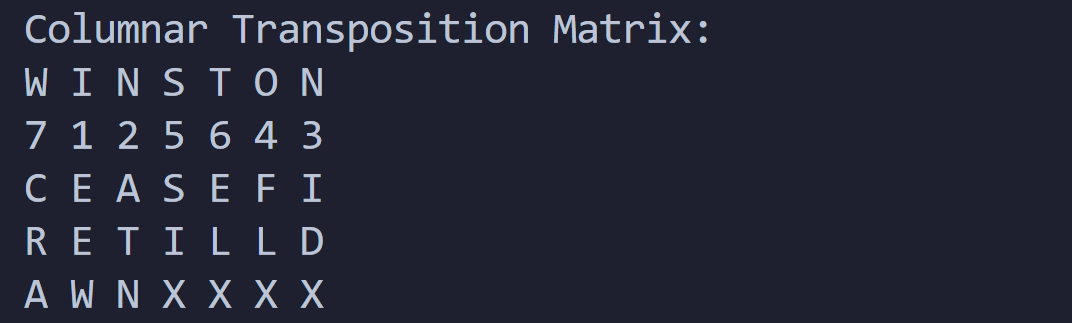 Columnar Transposition Matrix:
W I N S T O N
7 1 2 5 6 4 3
C E A S E F I
R E T I L L D
A W N X X X X